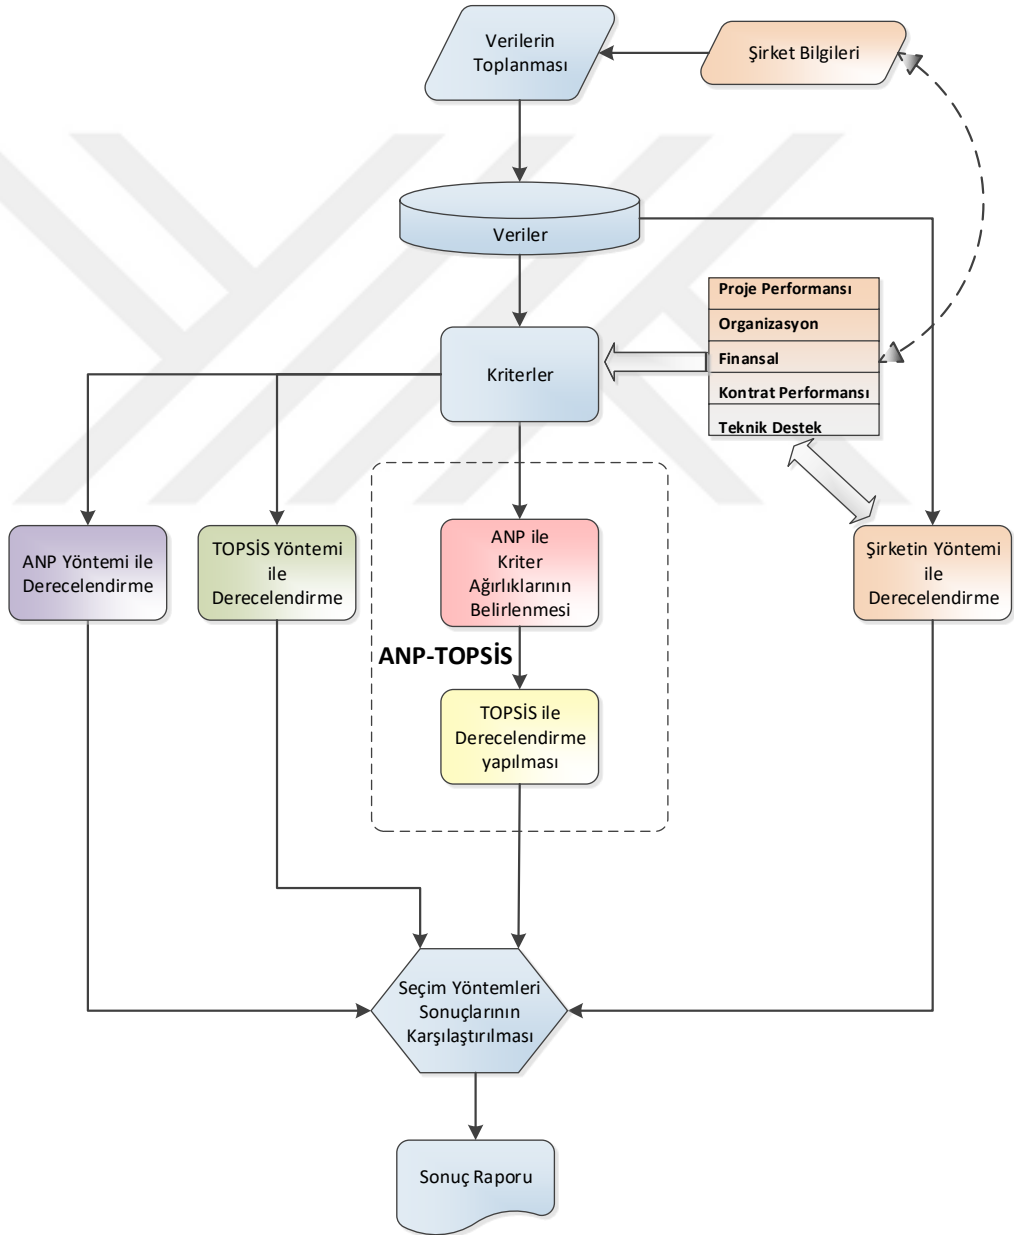 Verilerin
Toplanması
Şirket Bilgileri
Veriler
Proje Performansı
Organizasyon
Finansal
Kontrat Performansı
Teknik Destek
Kriterler
ANP Yöntemi ile
Derecelendirme
TOPSİS Yöntemi
ile
Derecelendirme
ANP ile
Kriter
Ağırlıklarının
Belirlenmesi
Şirketin Yöntemi
ile
Derecelendirme
ANP-TOPSİS
TOPSİS ile
Derecelendirme
yapılması
Seçim Yöntemleri
Sonuçlarının
Karşılaştırılması
Sonuç Raporu